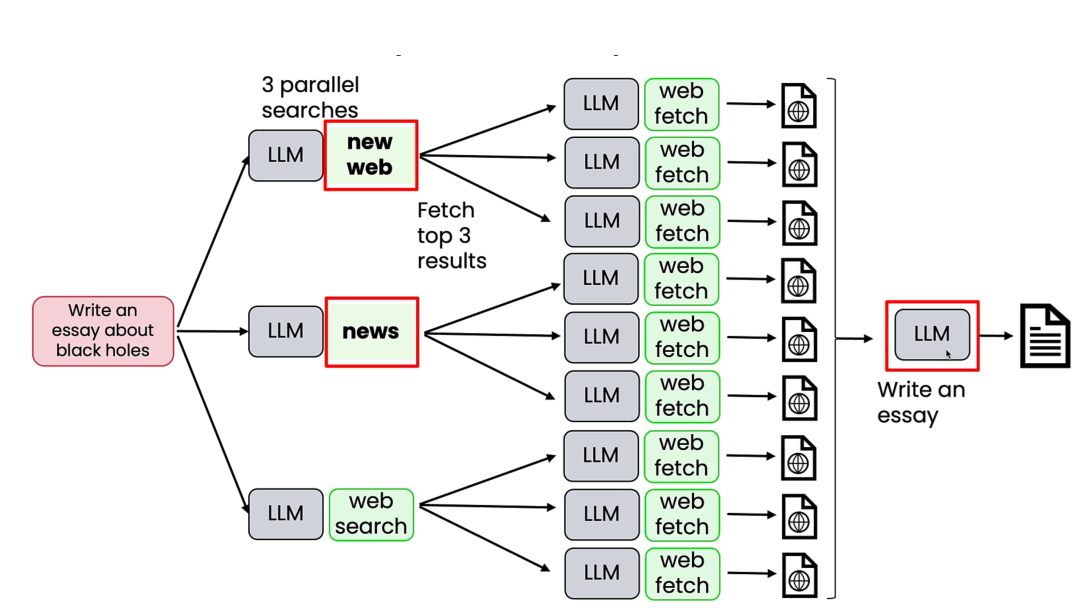 3 parallel
searches
LLM
new
web
Fetch
top 3
results
Write an
essay about
black holes
LLM
news
LLM
web
search
LLM
web
fetch
LLM
web
fetch
LLM
web
fetch
LLM
web
fetch
LLM
web
fetch
LLM
web
fetch
LLM
web
fetch
LLM
web
fetch
LLM
web
fetch
LLM
Write an
essay